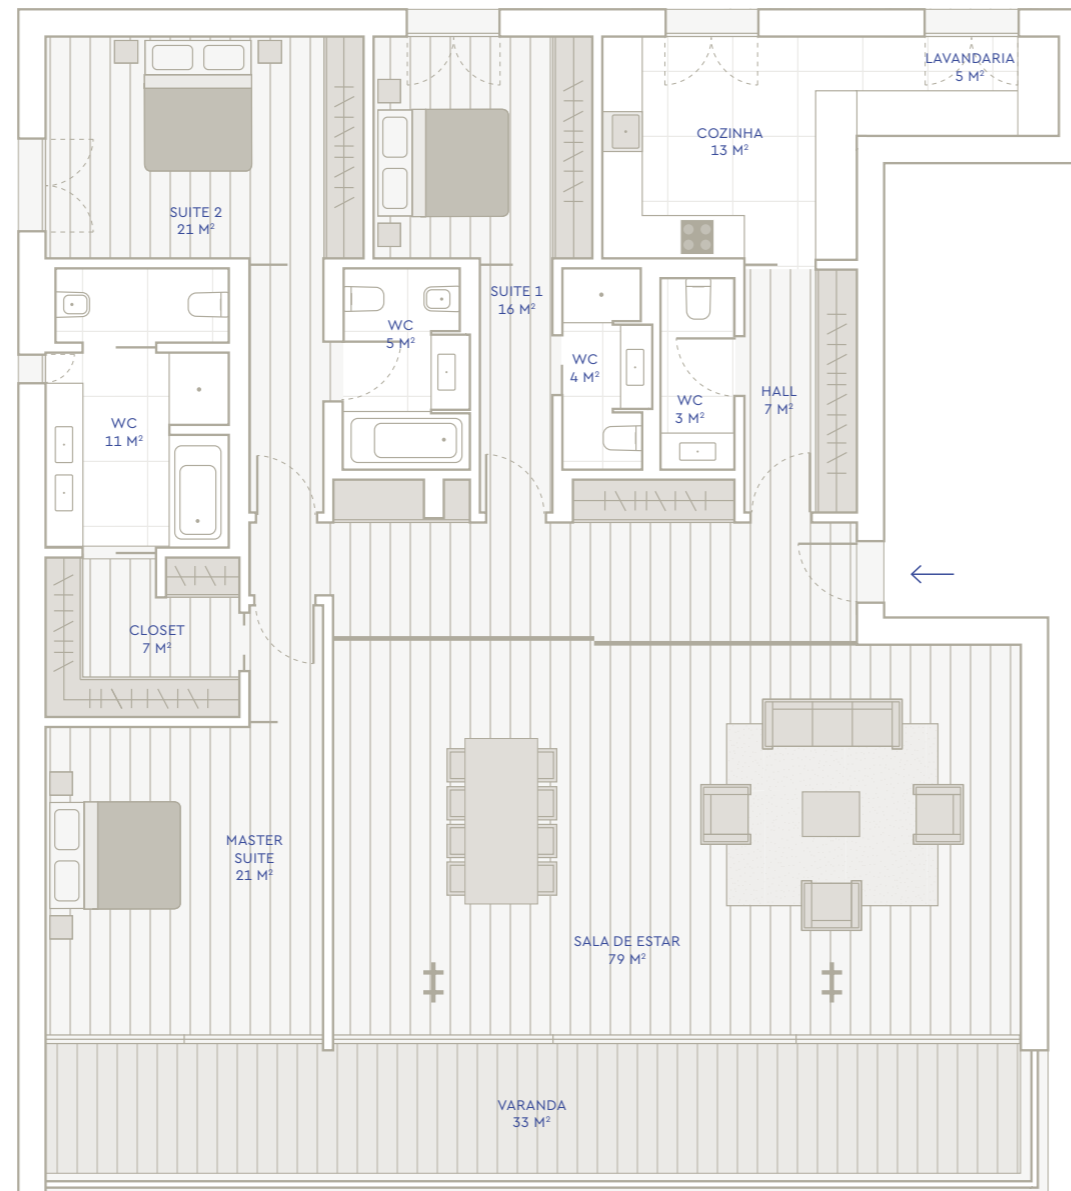 LAVANDARIA
5 M²
COZINHA
13 M²
SUITE 2
21 M²
SUITE 1
16 M²
WC
5 M²
WC
4 M²
WC
3 M²
HALL
7 M²
WC
11 M²
CLOSET
7 M²
MASTER
SUITE
21 M²
SALA DE ESTAR
79 M²
VARANDA
33 M²